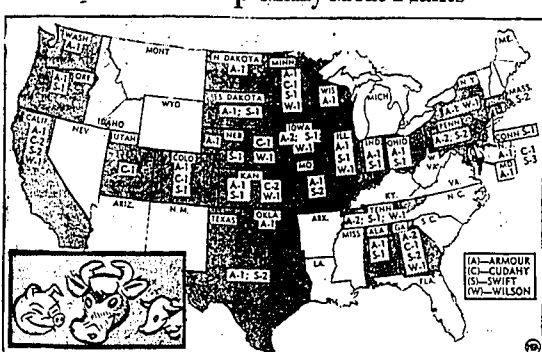 WASH
A-1
MONT
N DAKOTA
A-1
MINN
A-1
C-1
S-1
W-1
ME.
A-1
S-1
ORE
IDAHO
WYO
S DAKOTA
A-1; S-1
WIS
A-1
MICH
N.Y.
A-2 W-1
MASS.
S-2
CALIF
A-1
C-2
W-1
NEV
UTAH
C-1
COLO
A-1
S-1
A-1
NEB
S-1
C-1
W-1
IOWA
A-2; S-1;
W-1
ILL
A-1
S-1
W-1
IND
A-1
S-1
OHIO
A-1
S-1
PENN
A-2; S-2
CONN S-1
C-1
S-3
MD
A-1
KAN
A-1
S-1
C-2
W-1
MO
A-1
S-2
W.
V.
VA.
KY.
N.C.
ARIZ.
N.M.
TEXAS
OKLA
A-1
ARK.
TENN
A-2; S-1; W-1
S.C.
MISS
ALA
A-1
S-1
GA
C-1
S-2
W-1
A-1; S-2
LA.
FLA.
(A)—ARMOUR
(C)—CUDAHY
(S)—SWIFT
(W)—WILSON